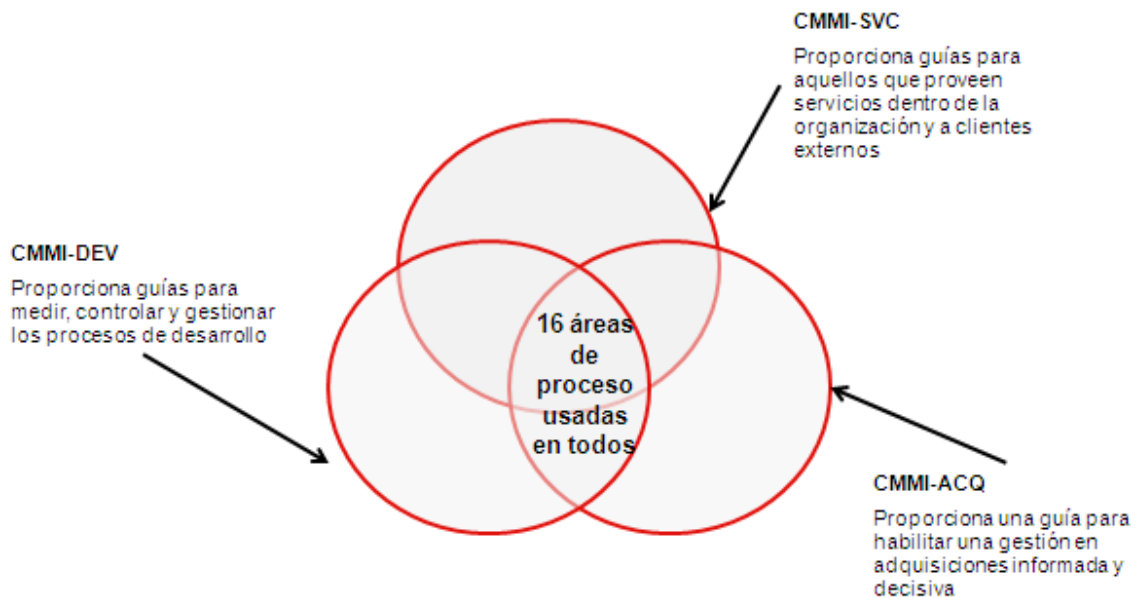 CMMI-SVC
Proporciona guías para
aquellos que proveen
servicios dentro de la
organización y a clientes
externos
CMMI-DEV
Proporciona guías para
medir, controlar y gestionar
los procesos de desarrollo
16 áreas
de
proceso
usadas
en todos
CMMI-ACQ
Proporciona una guía para
habilitar una gestión en
adquisiciones informada y
decisiva